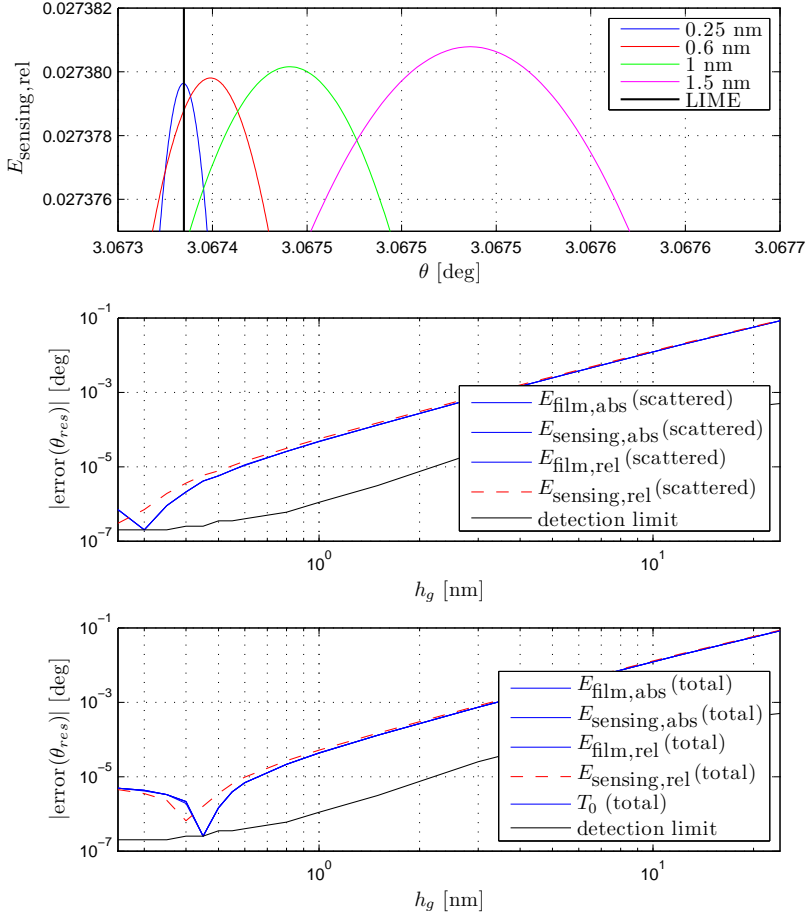 0.027382
0.02738
0.027378
0.027376
E_sensing,rel
0.25 nm
0.6 nm
1 nm
1.5 nm
LIME
3.0673 3.0674 3.0675 3.0675 3.0675 3.0676 3.0676 3.0677
θ [deg]
10^−1
10^−3
10^−5
10^−7
|error(θ_res)| [deg]
E_film,abs (scattered)
E_sensing,abs (scattered)
E_film,rel (scattered)
E_sensing,rel (scattered)
detection limit
10^0 10^1
h_g [nm]
10^−1
10^−3
10^−5
10^−7
|error(θ_res)| [deg]
E_film,abs (total)
E_sensing,abs (total)
E_film,rel (total)
E_sensing,rel (total)
T_0 (total)
detection limit
10^0 10^1
h_g [nm]